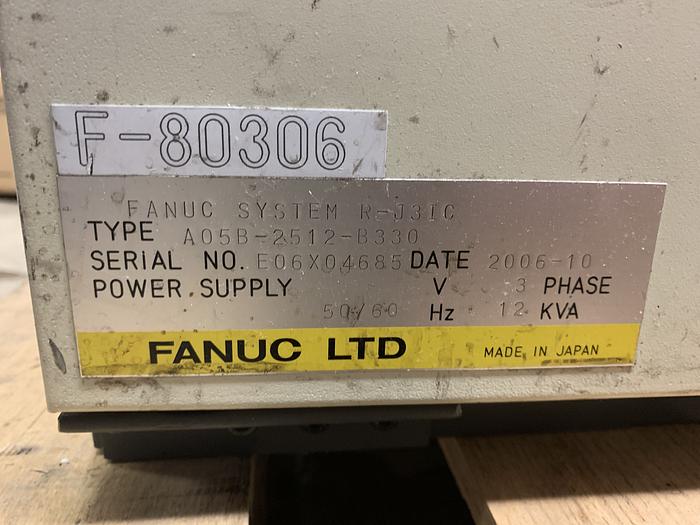 F-80306
FANUC SYSTEM R-J3IC
TYPE A05B-2512-B330
SERIAL NO. E06X04685 DATE 2006-10
POWER SUPPLY V 3 PHASE
50/60 Hz 12 KVA
FANUC LTD MADE IN JAPAN